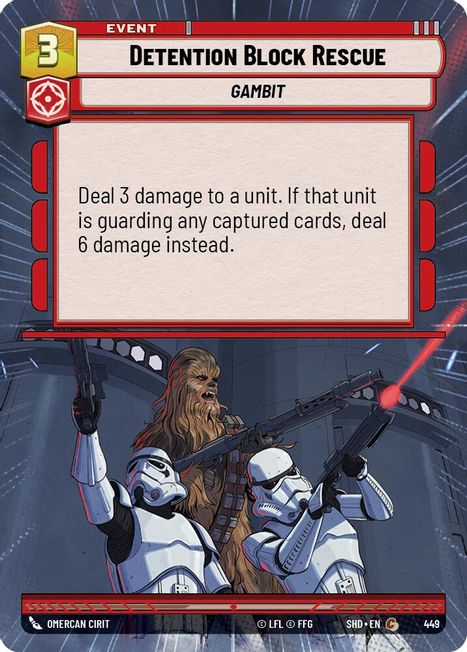 EVENT
3
DETENTION BLOCK RESCUE
GAMBIT
Deal 3 damage to a unit. If that unit
is guarding any captured cards, deal
6 damage instead.
OMERCAN CIRIT
© LFL © FFG
SHD•EN C 449